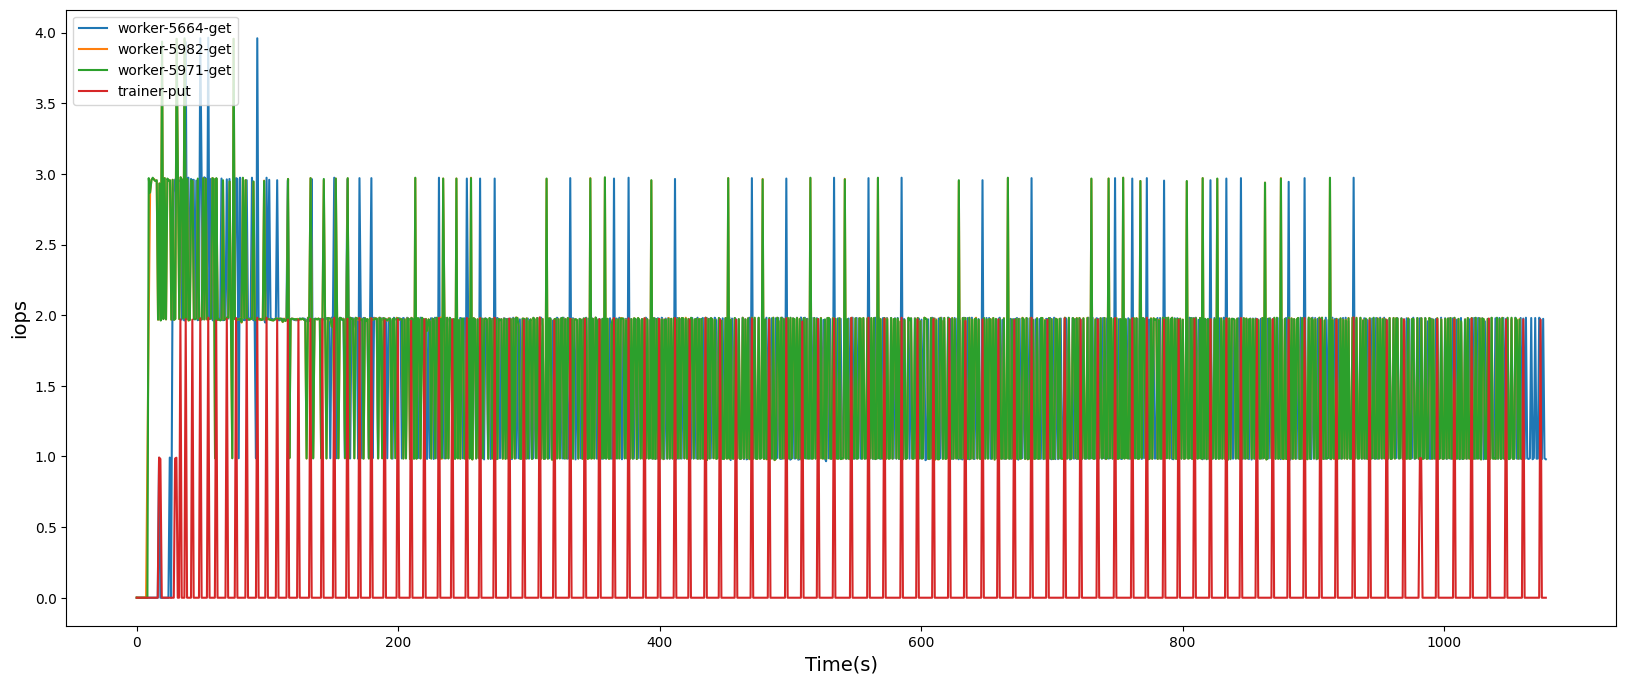 worker-5664-get
worker-5982-get
worker-5971-get
trainer-put
4.0
3.5
3.0
2.5
2.0
1.5
1.0
0.5
0.0
iops
0 200 400 600 800 1000
Time(s)